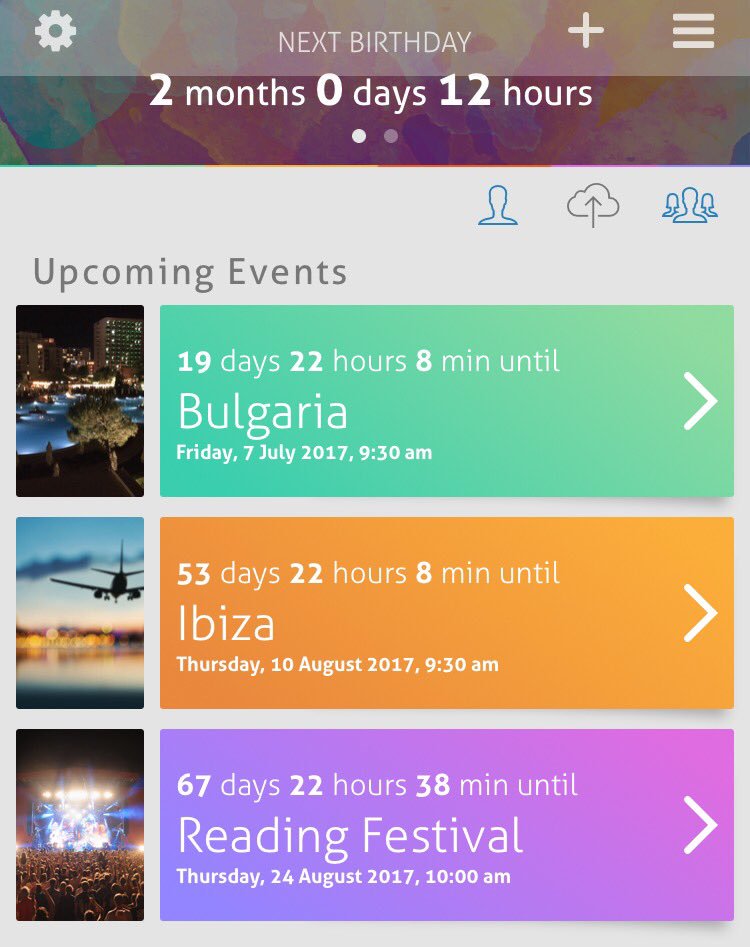 NEXT BIRTHDAY
2 months 0 days 12 hours
Upcoming Events
19 days 22 hours 8 min until
Bulgaria
Friday, 7 July 2017, 9:30 am
53 days 22 hours 8 min until
Ibiza
Thursday, 10 August 2017, 9:30 am
67 days 22 hours 38 min until
Reading Festival
Thursday, 24 August 2017, 10:00 am